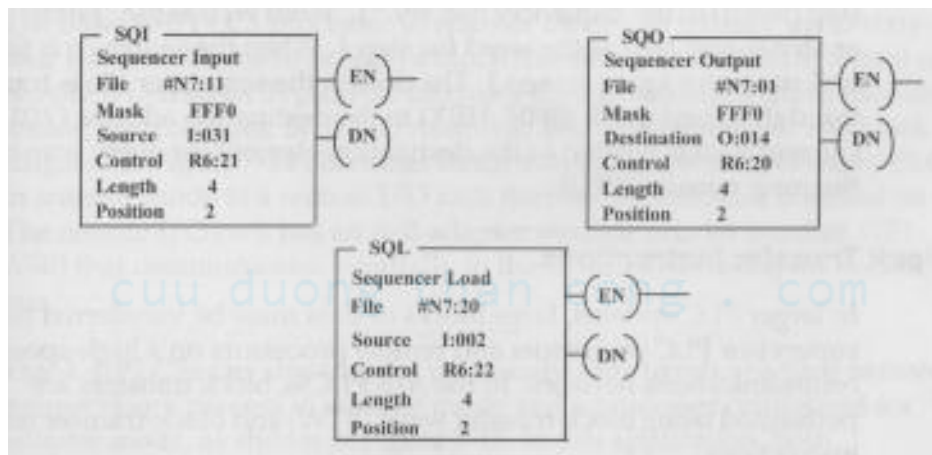 SQI
Sequencer Input
File #N7:11
Mask FFF0
Source I:031
Control R6:21
Length 4
Position 2
EN
DN
SQO
Sequencer Output
File #N7:01
Mask FFF0
Destination O:014
Control R6:20
Length 4
Position 2
EN
DN
SQL
Sequencer Load
File #N7:20
Source I:002
Control R6:22
Length 4
Position 2
EN
DN
cuu duong than cong . com